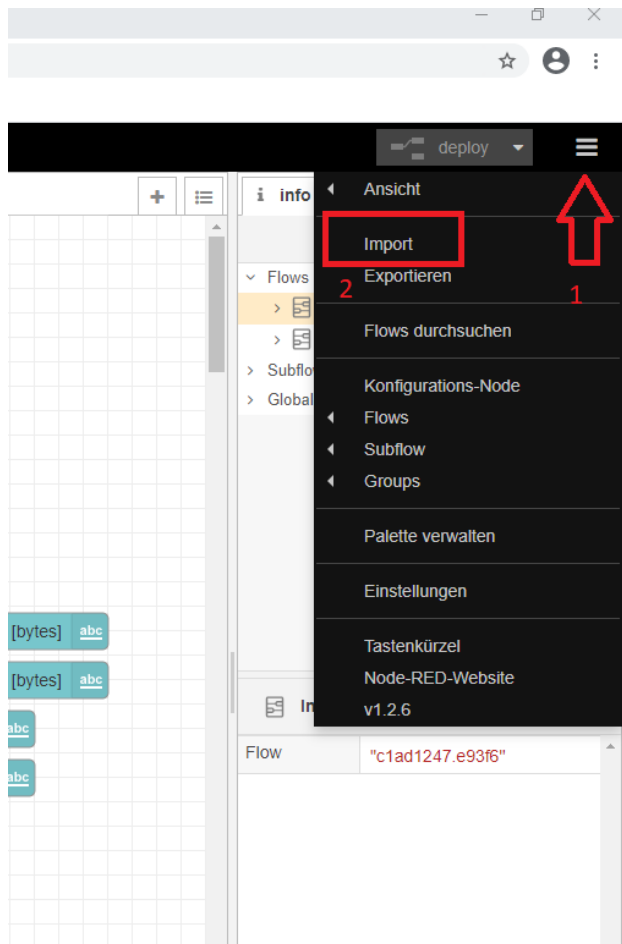 deploy
info
Ansicht
Import
Exportieren
2
1
Flows
Flows durchsuchen
Konfigurations-Node
Flows
Subflow
Groups
Palette verwalten
Einstellungen
Tastenkürzel
Node-RED-Website
v1.2.6
Subflo
Global
[bytes] abc
[bytes] abc
abc
abc
In
Flow "c1ad1247.e93f6"